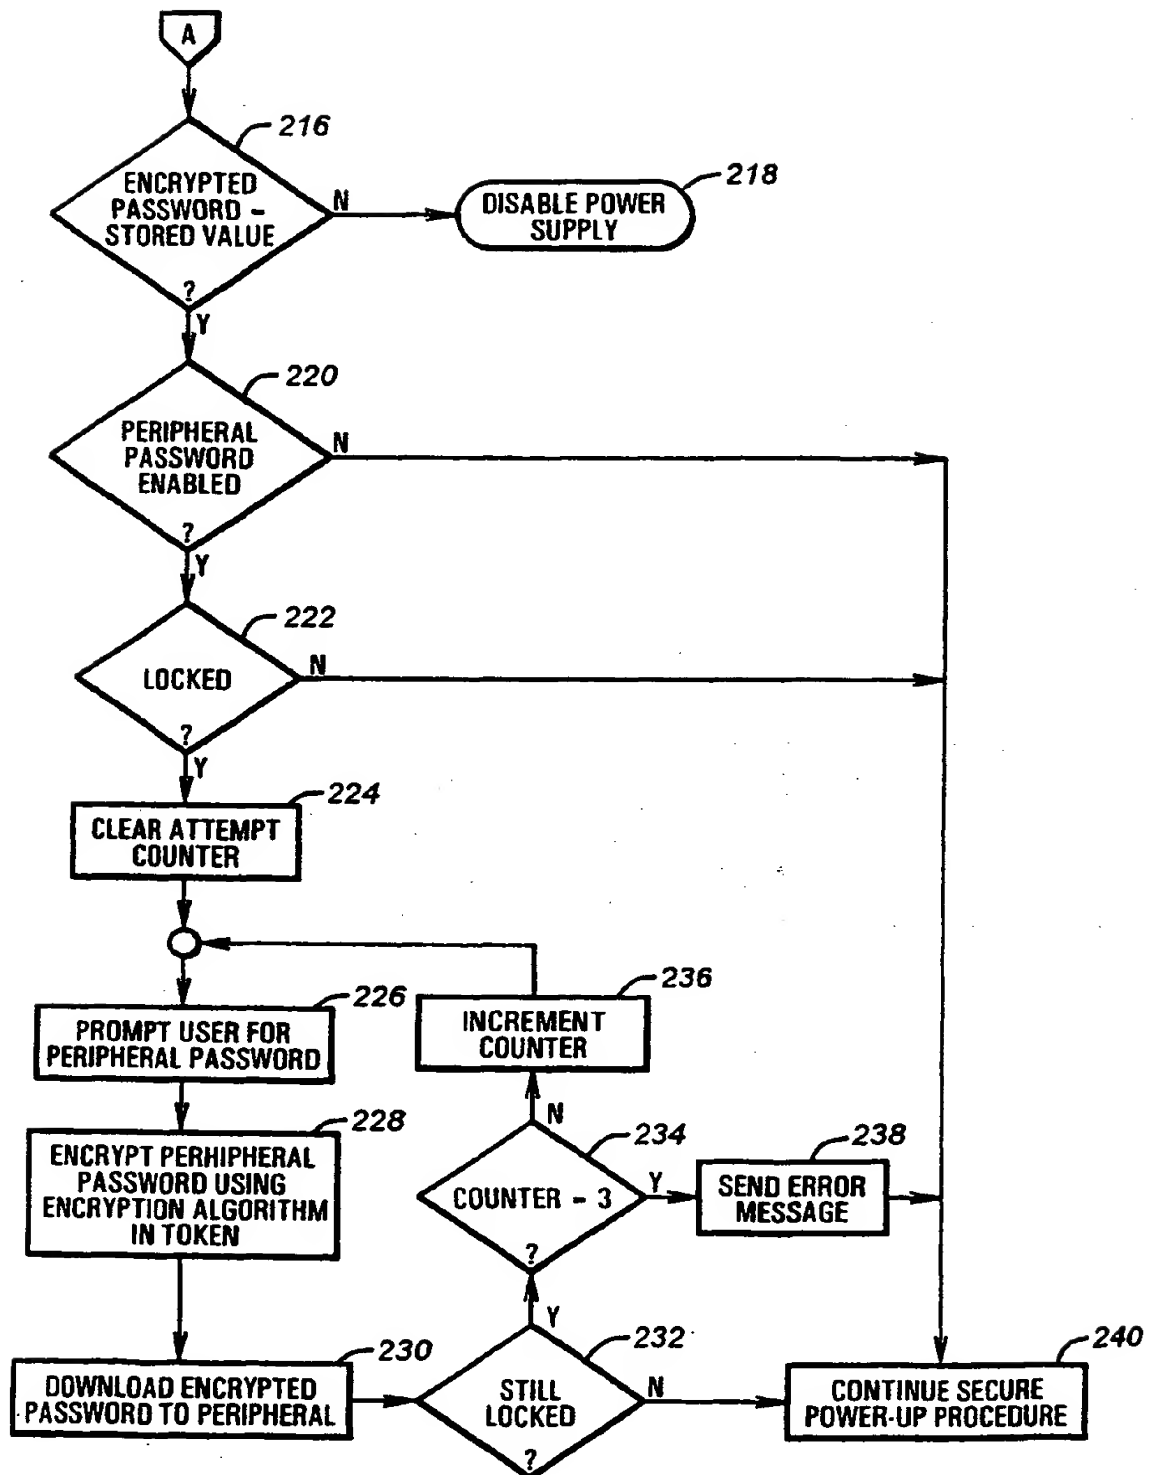 A
216
ENCRYPTED
PASSWORD -
STORED VALUE
?
N
Y
218
DISABLE POWER
SUPPLY
220
PERIPHERAL
PASSWORD
ENABLED
?
N
Y
222
LOCKED
?
N
Y
224
CLEAR ATTEMPT
COUNTER
226
PROMPT USER FOR
PERIPHERAL PASSWORD
228
ENCRYPT PERHIPHERAL
PASSWORD USING
ENCRYPTION ALGORITHM
IN TOKEN
230
DOWNLOAD ENCRYPTED
PASSWORD TO PERIPHERAL
232
STILL
LOCKED
?
Y
N
234
COUNTER - 3
?
N
Y
236
INCREMENT
COUNTER
238
SEND ERROR
MESSAGE
240
CONTINUE SECURE
POWER-UP PROCEDURE